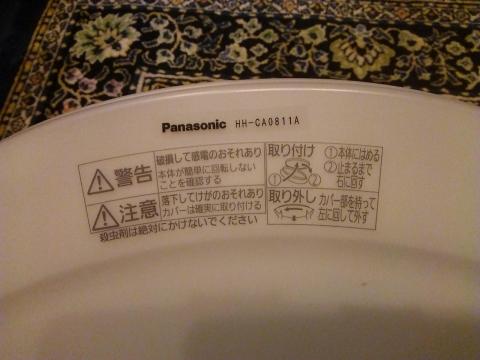 Panasonic HH-CA0811A
警告
破損して感電のおそれあり
本体が簡単に回転しない
ことを確認する
注意
落下してけがのおそれあり
カバーは確実に取り付ける
殺虫剤は絶対にかけないでください
取り付け
① ②
①本体にはめる
②止まるまで
右に回す
取り外し
カバー部を持って
左に回して外す